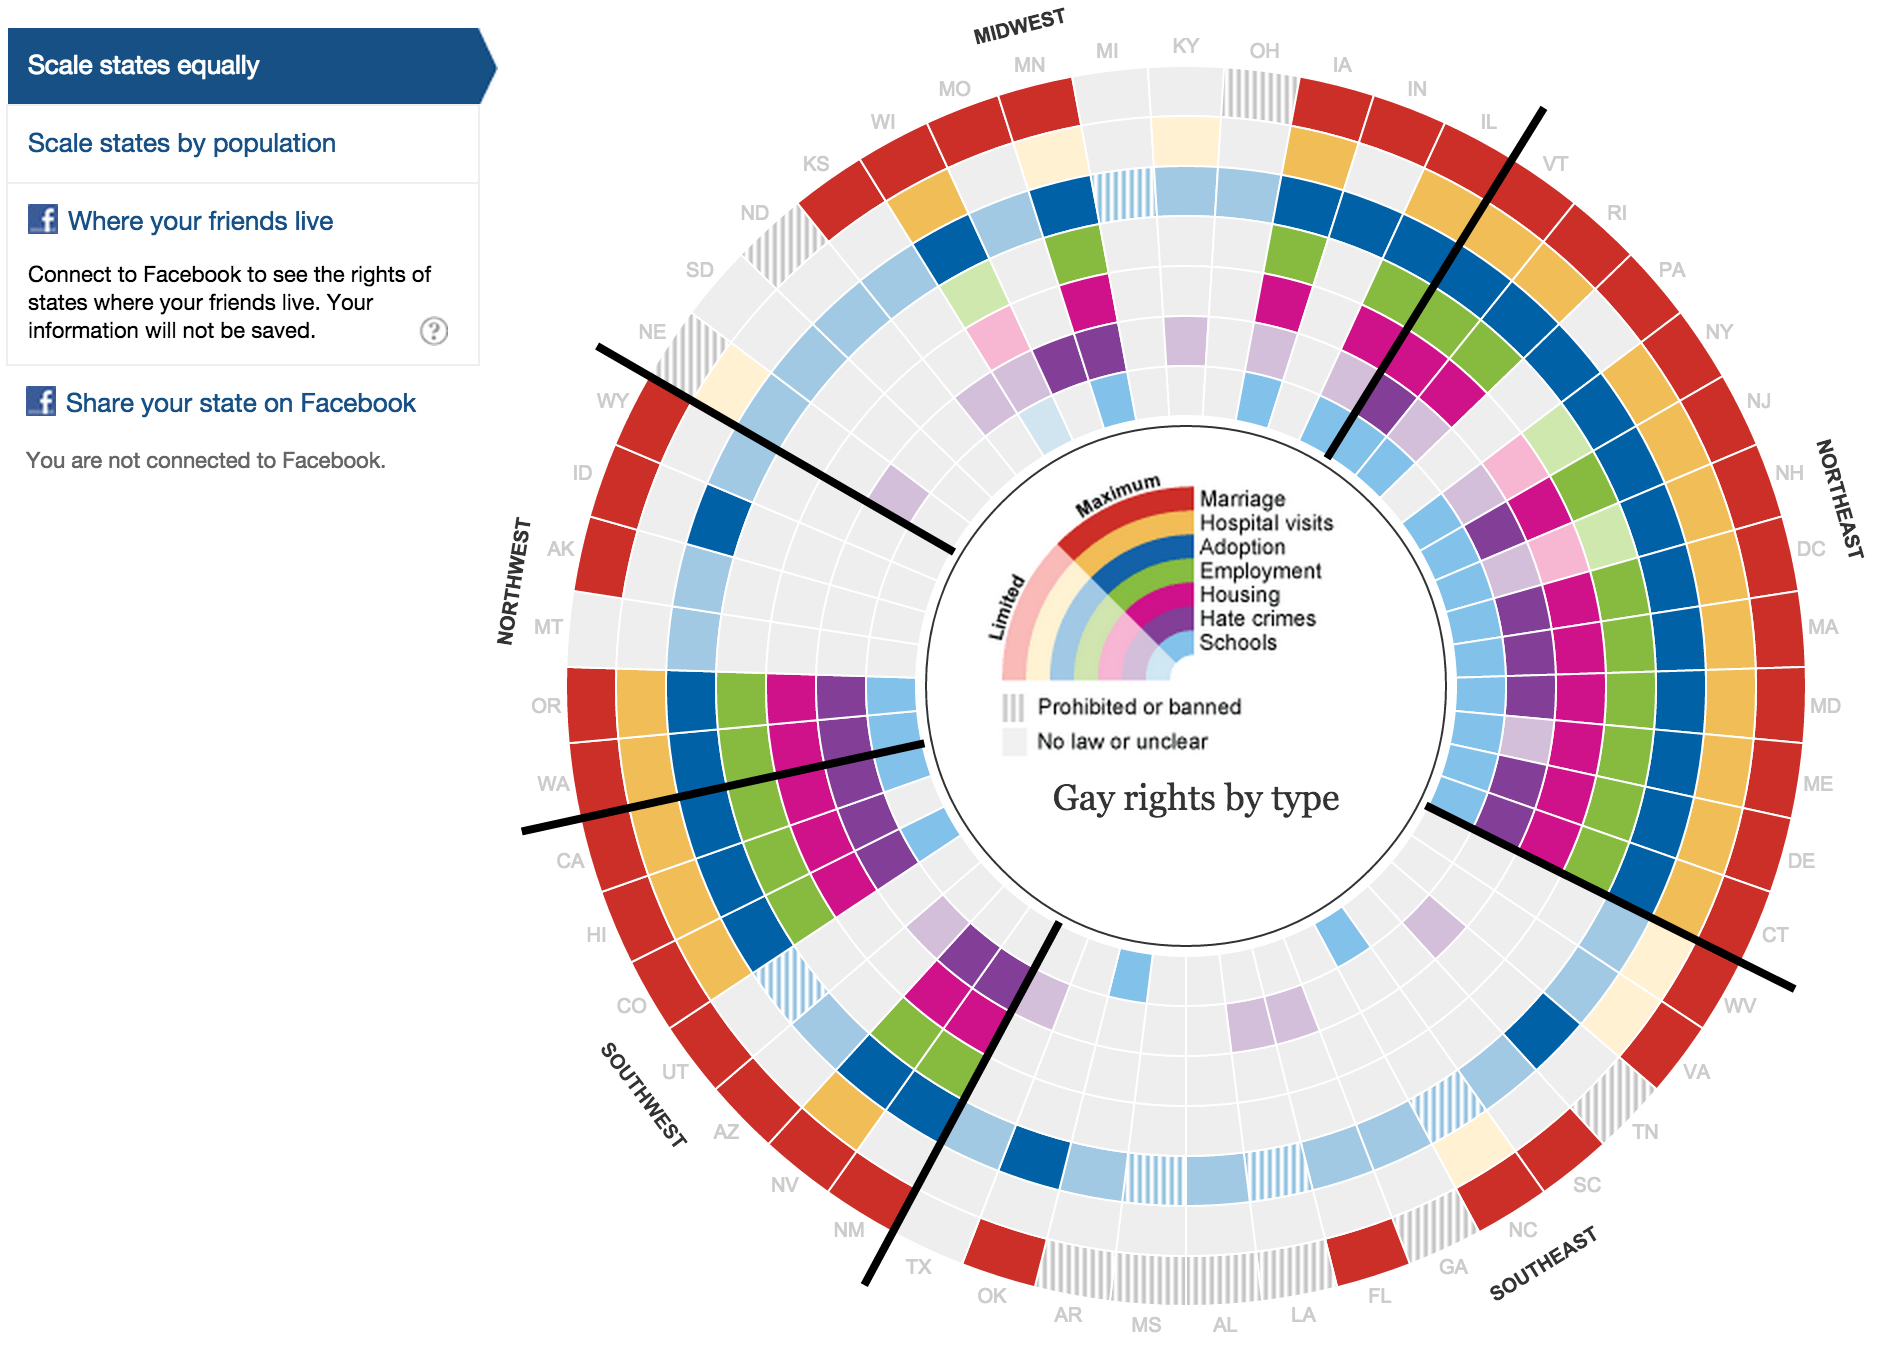 Scale states equally
Scale states by population
Where your friends live
Connect to Facebook to see the rights of
states where your friends live. Your
information will not be saved.
?
Share your state on Facebook
You are not connected to Facebook.
MIDWEST
ND
KS
WI
MO
MN
MI
KY
OH
IA
IN
IL
SD
NE
NORTHEAST
VT
RI
PA
NY
NJ
NH
DC
MA
MD
ME
DE
CT
SOUTHEAST
WV
VA
TN
SC
NC
GA
FL
LA
AL
MS
AR
OK
TX
SOUTHWEST
NM
NV
AZ
UT
CO
HI
CA
NORTHWEST
WA
OR
MT
AK
ID
WY
Maximum
Limited
Marriage
Hospital visits
Adoption
Employment
Housing
Hate crimes
Schools
Prohibited or banned
No law or unclear
Gay rights by type